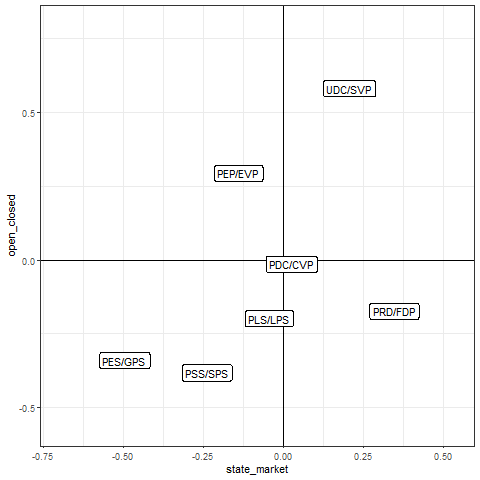 UDC/SVP
0.5
PEP/EVP
open_closed
0.0
PDC/CVP
PRD/FDP
PLS/LPS
PES/GPS
PSS/SPS
-0.5
-0.75 -0.50 -0.25 0.00 0.25 0.50
state_market